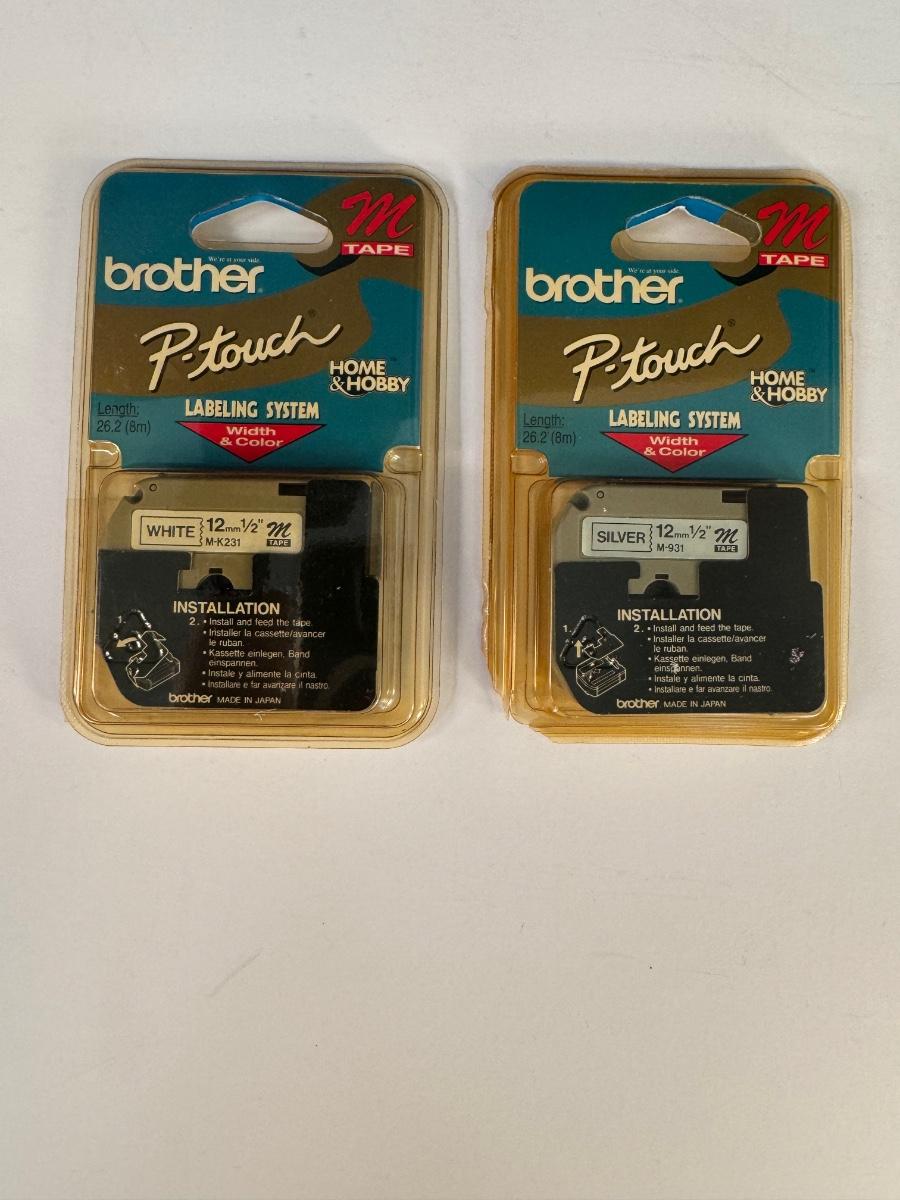 M
TAPE
We're at your side.
brother®
P-touch®
HOME™
&HOBBY
Length:
26.2'(8m)
LABELING SYSTEM
Width
& Color
WHITE
12mm 1/2"
M-K231
M
TAPE
INSTALLATION
1.
2. • Install and feed the tape.
• Installer la cassette/avancer
le ruban.
• Kassette einlegen, Band
einspannen.
• Instale y alimente la cinta.
• Installare e far avanzare il nastro.
brother MADE IN JAPAN
M
TAPE
We're at your side.
brother®
P-touch®
HOME™
&HOBBY
Length:
26.2'(8m)
LABELING SYSTEM
Width
& Color
SILVER
12mm 1/2"
M-931
M
TAPE
INSTALLATION
1.
2. • Install and feed the tape.
• Installer la cassette/avancer
le ruban.
• Kassette einlegen, Band
einspannen.
• Instale y alimente la cinta.
• Installare e far avanzare il nastro.
brother MADE IN JAPAN